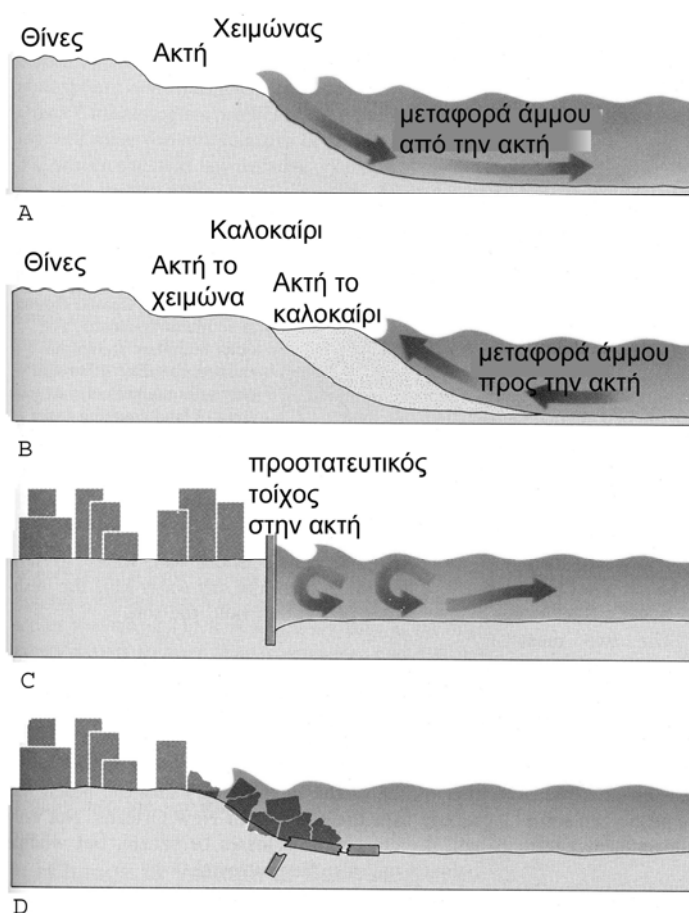 Χειμώνας
Θίνες
Ακτή
μεταφορά άμμου
από την ακτή
A
Καλοκαίρι
Θίνες
Ακτή το
χειμώνα
Ακτή το
καλοκαίρι
μεταφορά άμμου
προς την ακτή
B
προστατευτικός
τοίχος
στην ακτή
C
D